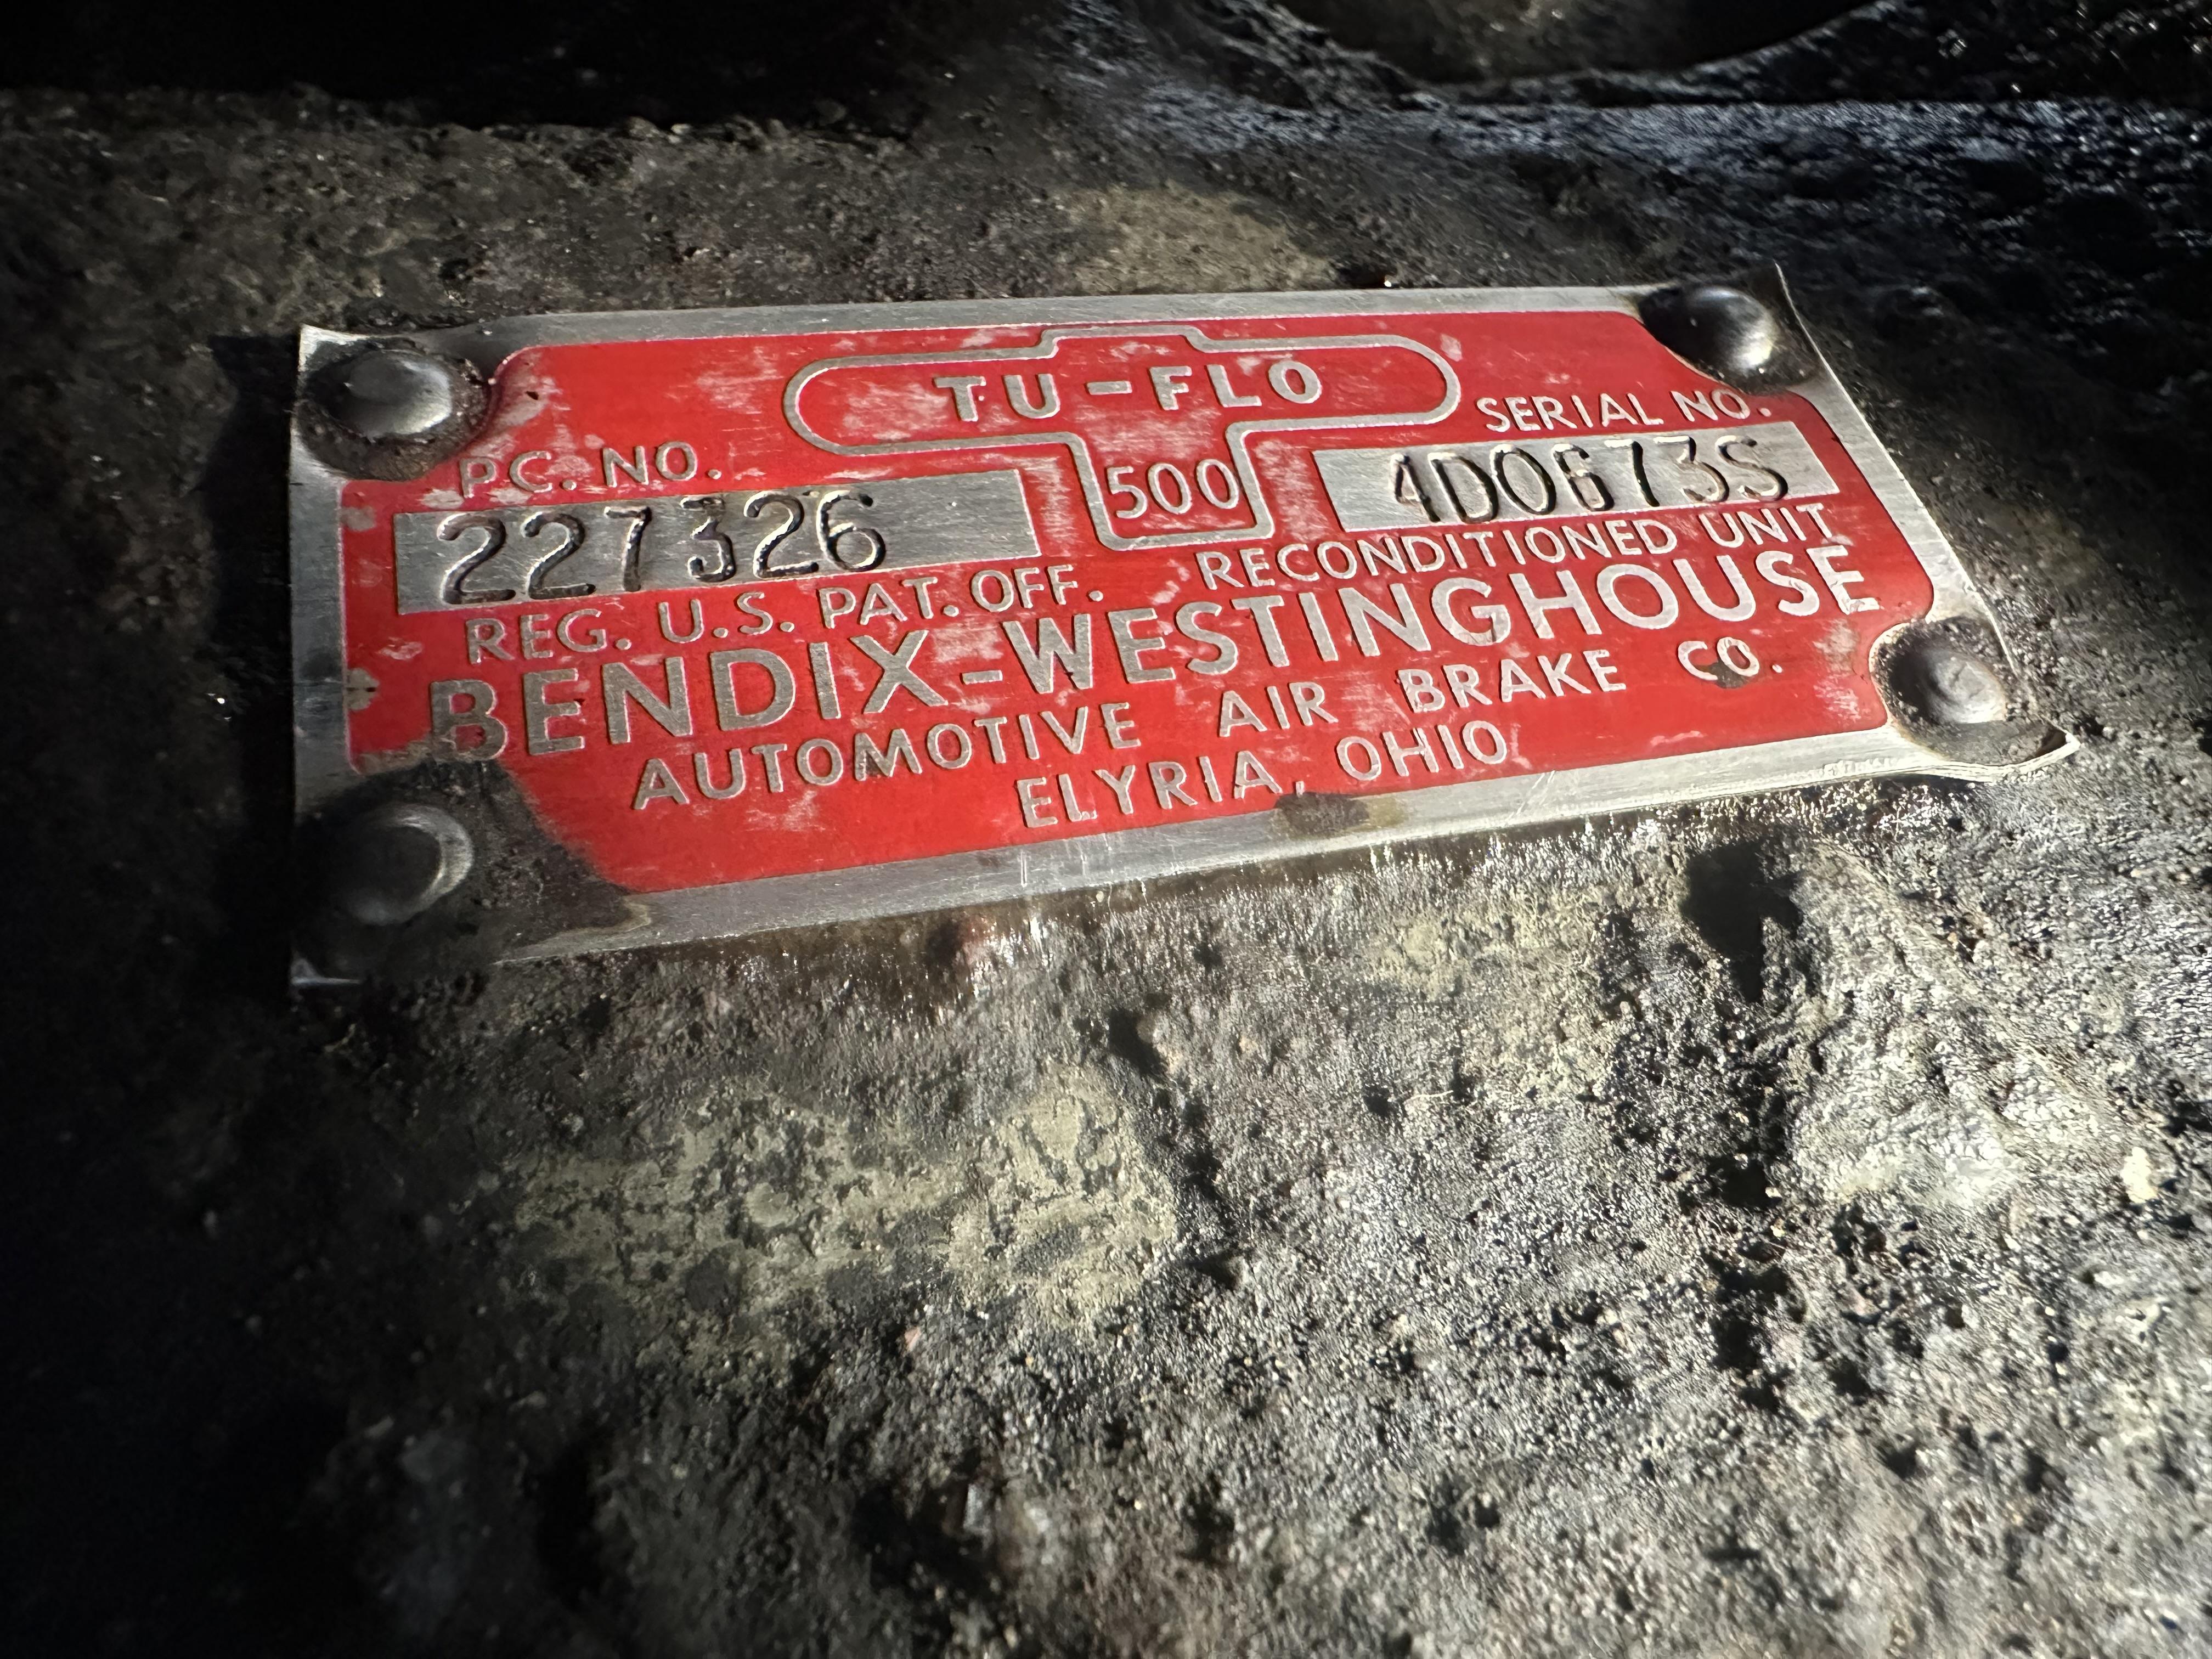 TU-FLO
500
PC. NO.
227326
SERIAL NO.
4D0673S
REG. U.S. PAT. OFF.
RECONDITIONED UNIT
BENDIX-WESTINGHOUSE
AUTOMOTIVE AIR BRAKE CO.
ELYRIA, OHIO